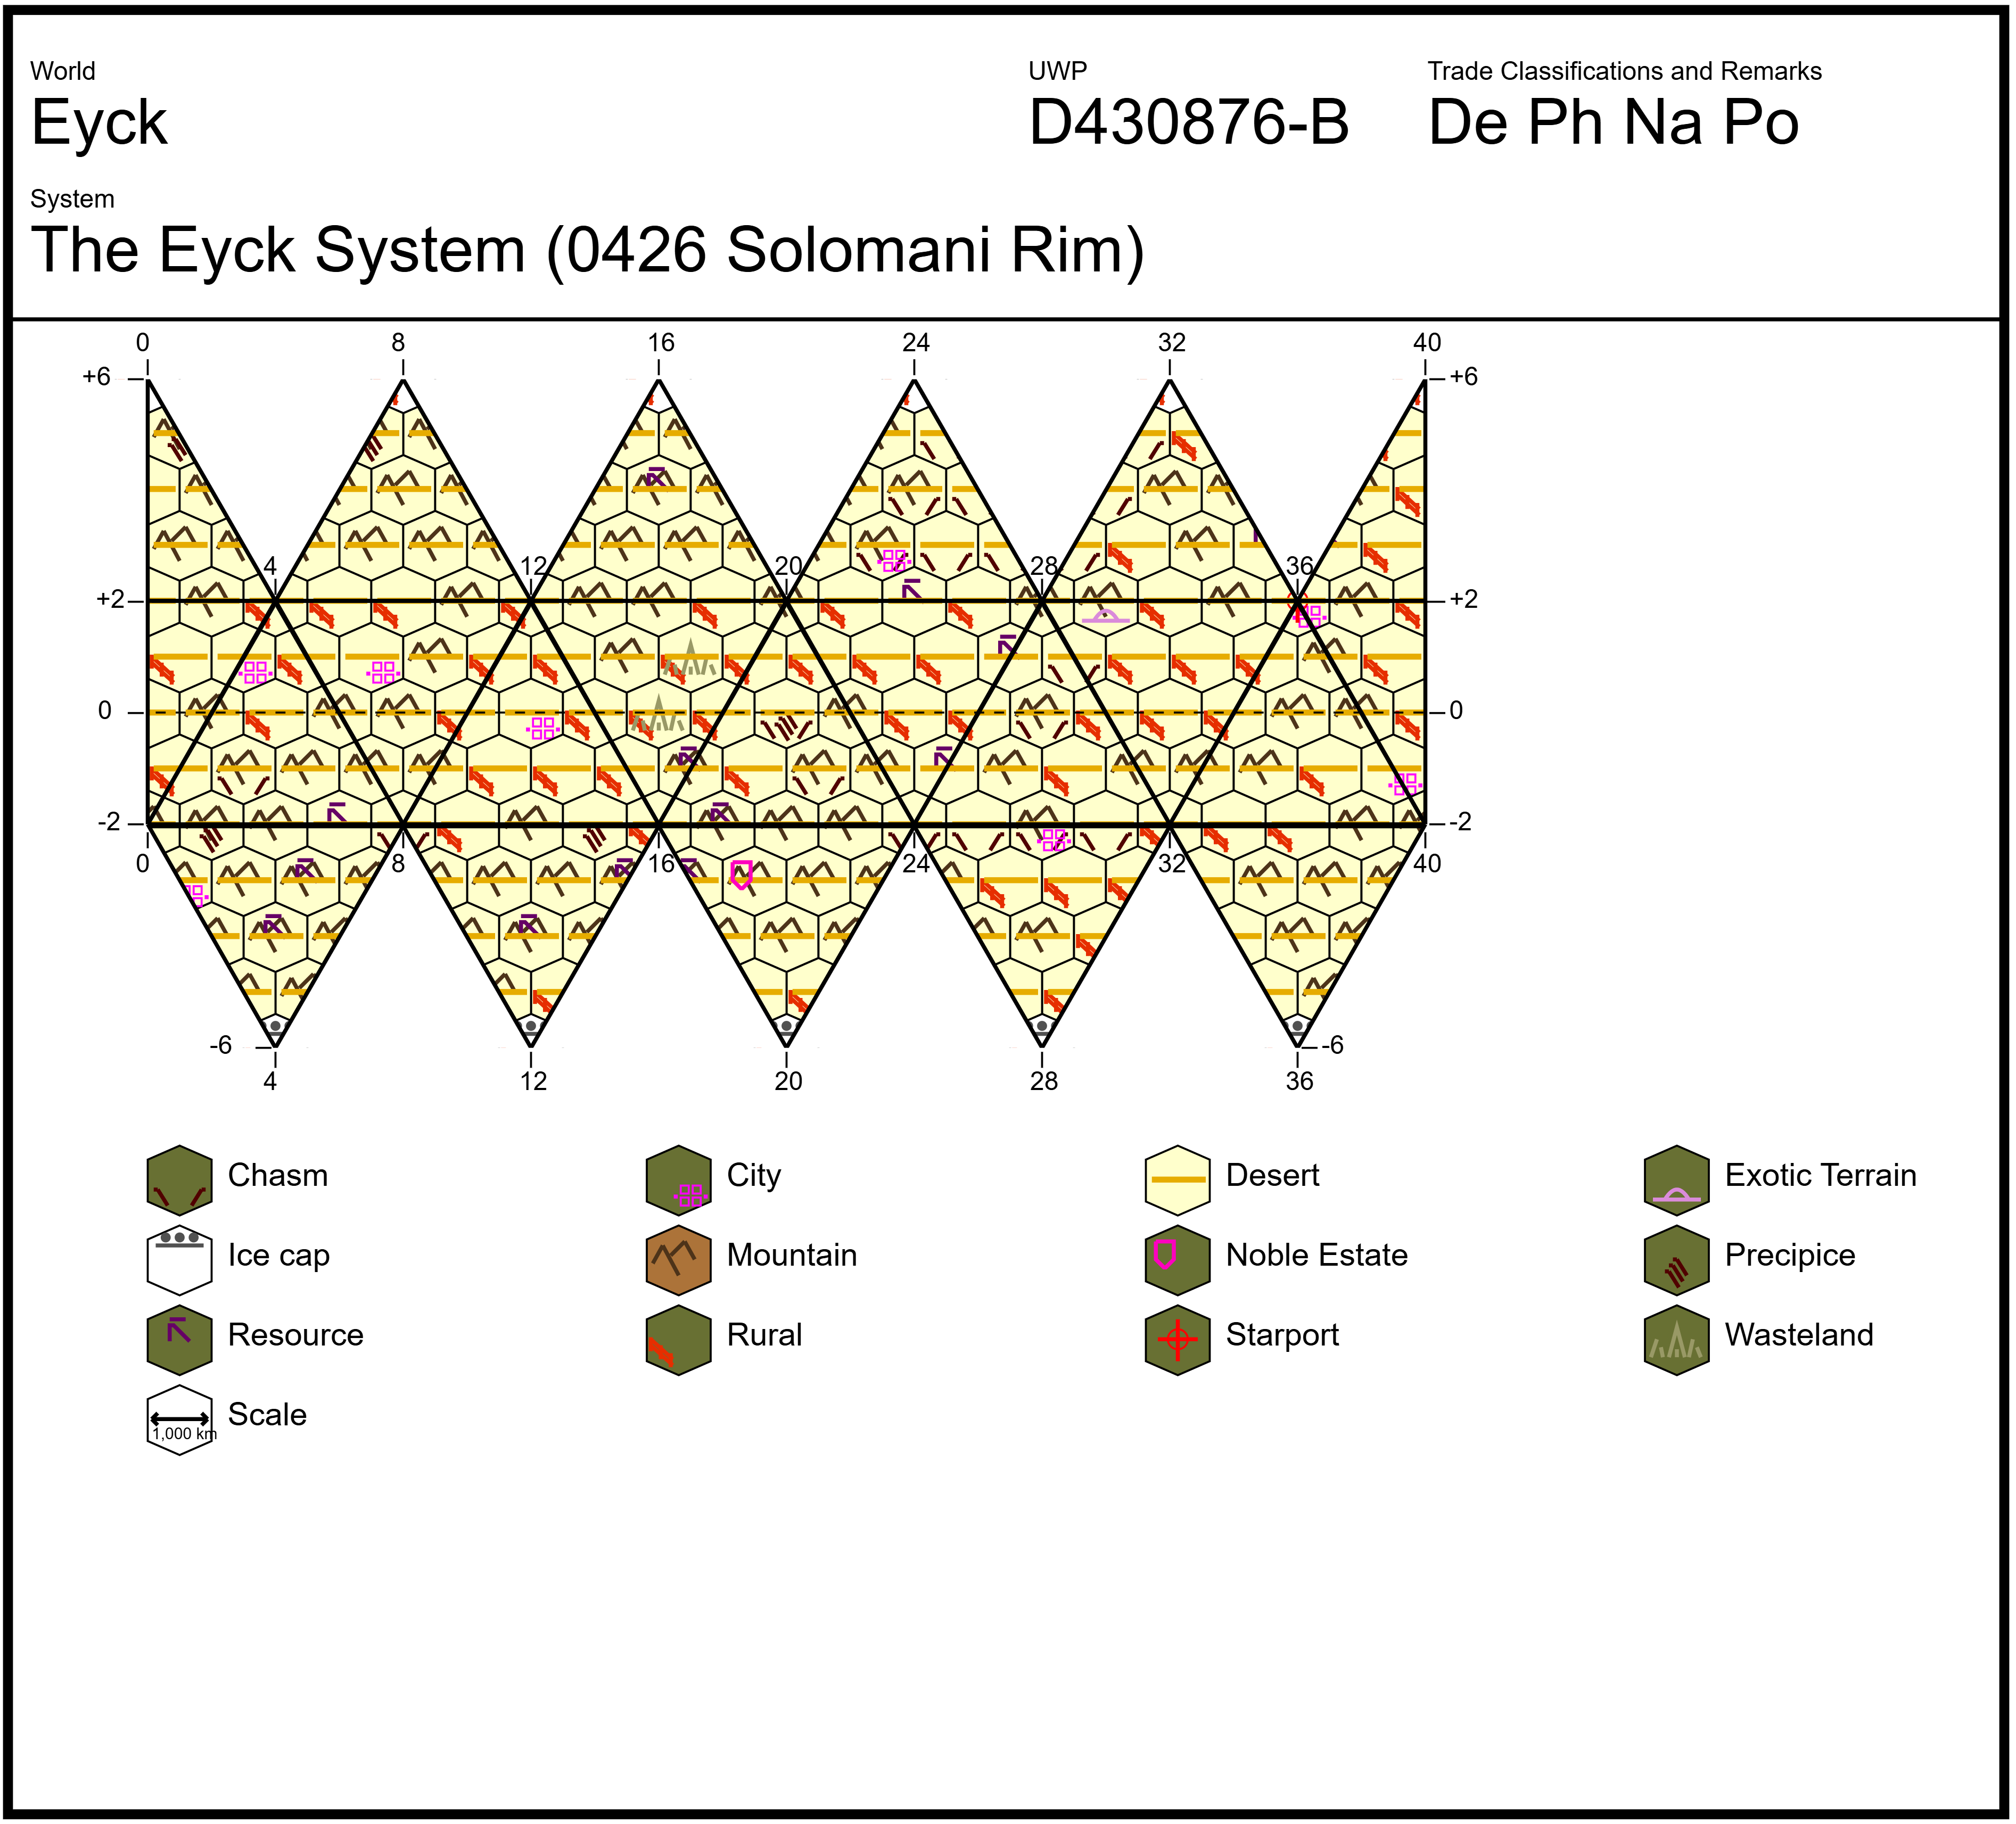 World UWP Trade Classifications and Remarks
Eyck D430876-B De Ph Na Po
System
The Eyck System (0426 Solomani Rim)
0 8 16 24 32 40
+6 +6
4 12 20 28 36
+2 +2
0 0
-2 -2
0 8 16 24 32 40
-6 -6
4 12 20 28 36
Chasm City Desert Exotic Terrain
Ice cap Mountain Noble Estate Precipice
Resource Rural Starport Wasteland
1,000 km Scale